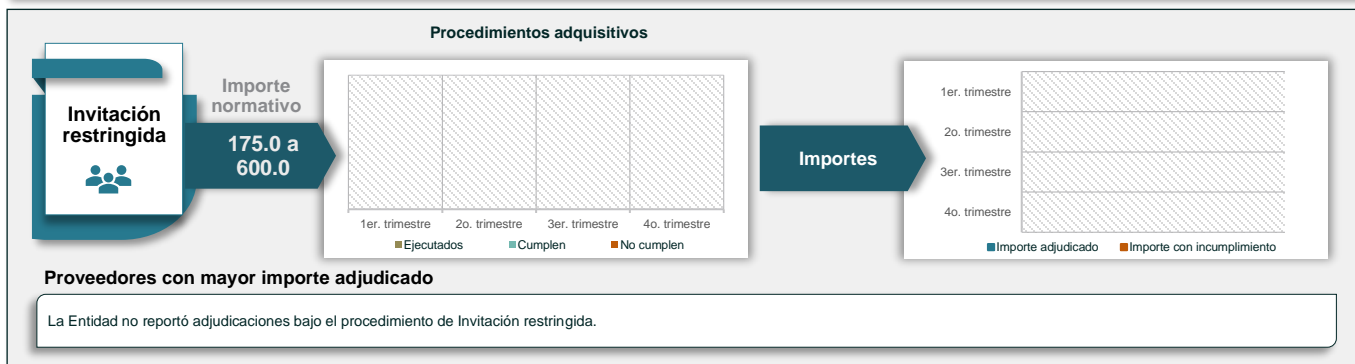 Procedimientos adquisitivos
Invitación
restringida
Importe
normativo
175.0 a
600.0
1er. trimestre 2o. trimestre 3er. trimestre 4o. trimestre
Ejecutados Cumplen No cumplen
Importes
1er. trimestre
2o. trimestre
3er. trimestre
4o. trimestre
Importe adjudicado Importe con incumplimiento
Proveedores con mayor importe adjudicado
La Entidad no reportó adjudicaciones bajo el procedimiento de Invitación restringida.